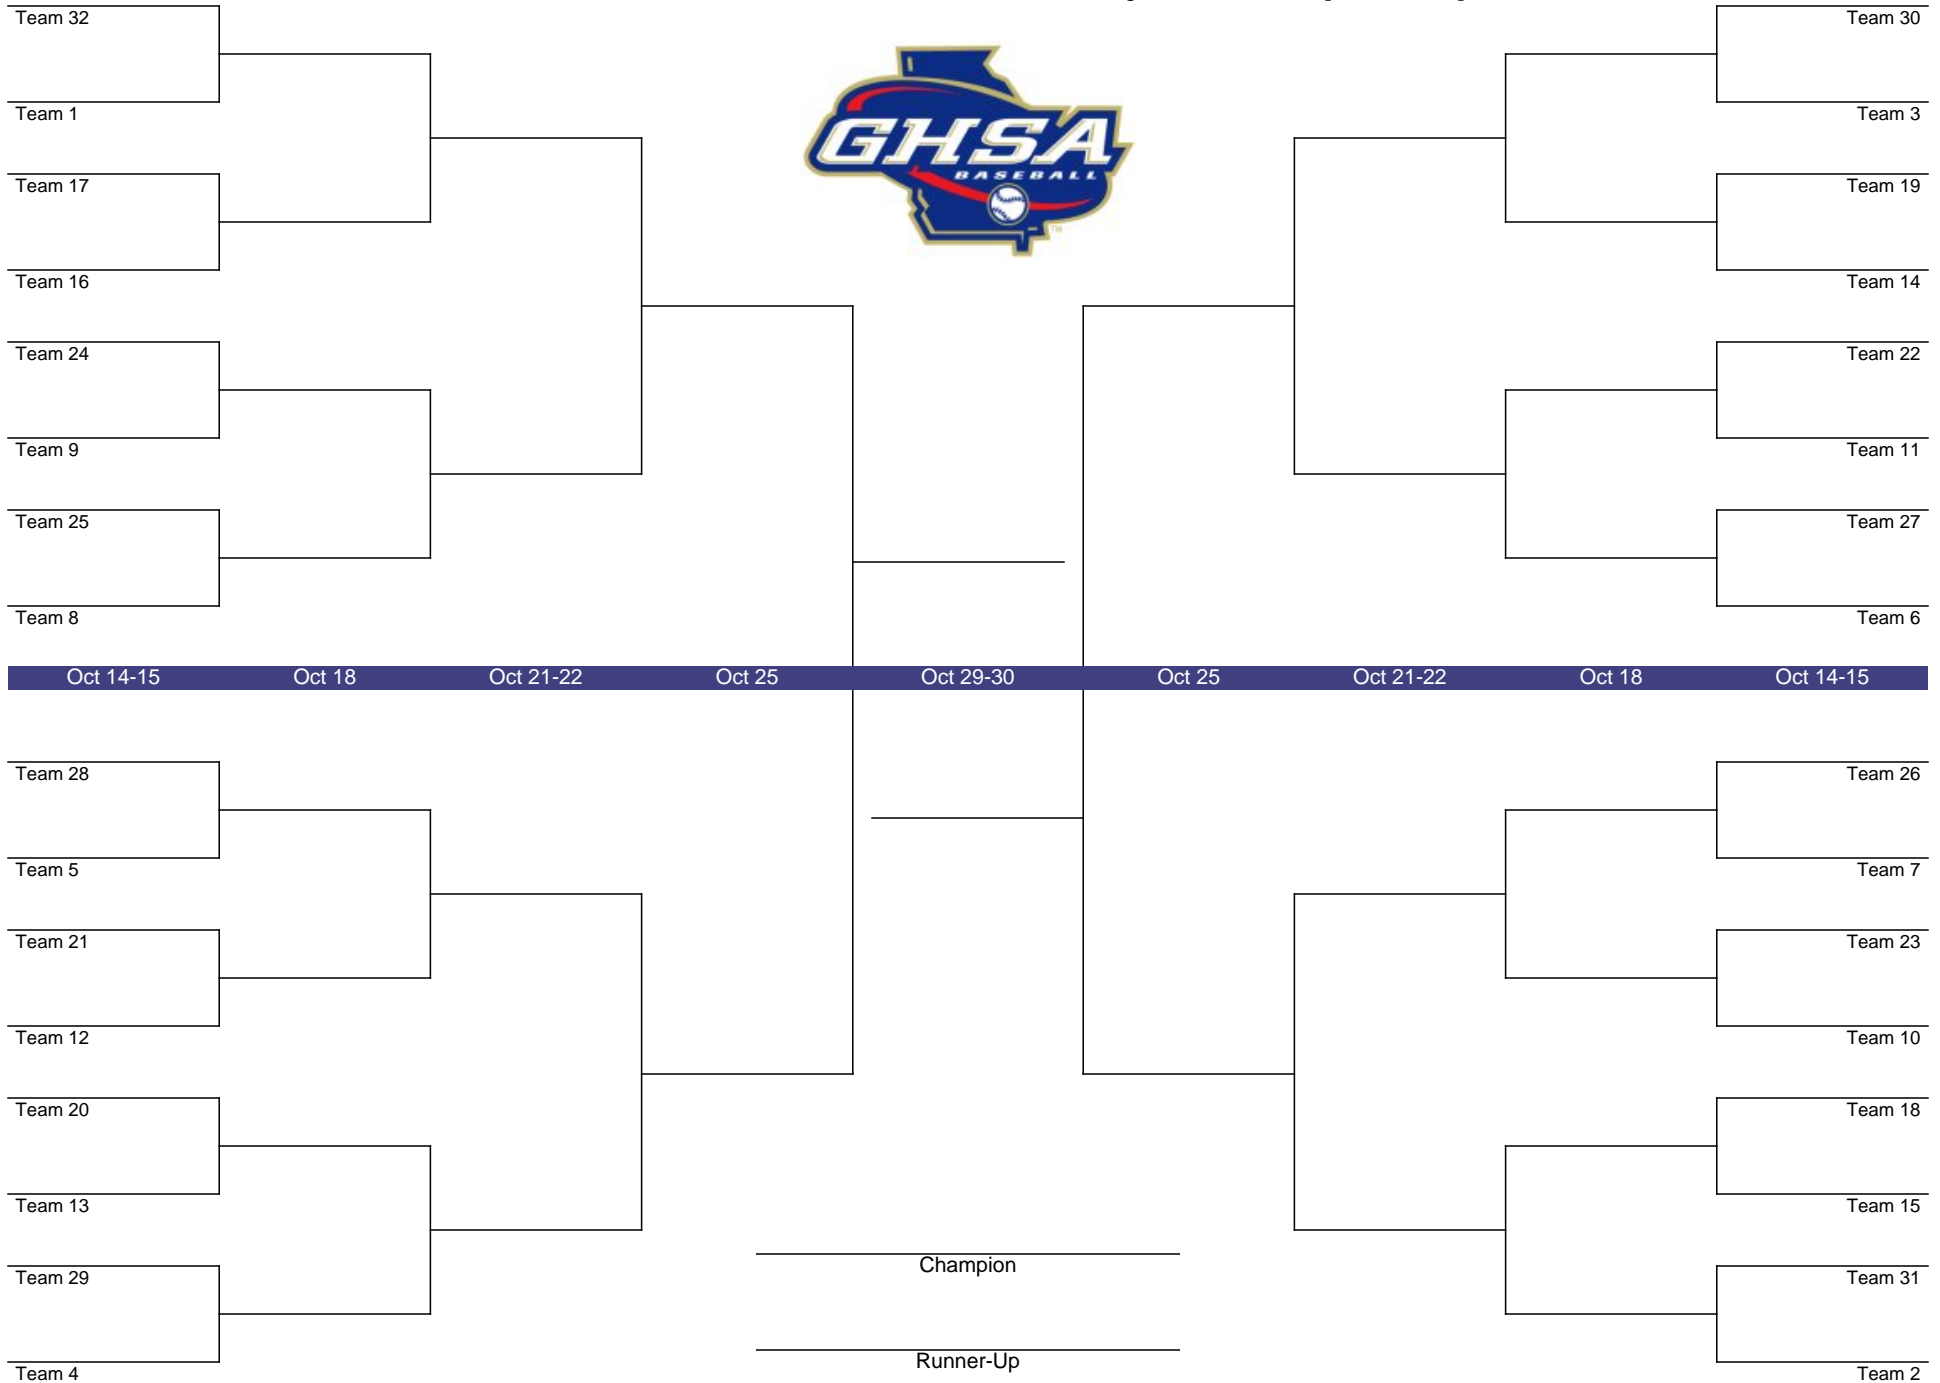 Team 32
Team 30
Team 1
Team 3
GHSA
BASEBALL
TM
Team 17
Team 19
Team 16
Team 14
Team 24
Team 22
Team 9
Team 11
Team 25
Team 27
Team 8
Team 6
Oct 14-15 Oct 18 Oct 21-22 Oct 25 Oct 29-30 Oct 25 Oct 21-22 Oct 18 Oct 14-15
Team 28
Team 26
Team 5
Team 7
Team 21
Team 23
Team 12
Team 10
Team 20
Team 18
Team 13
Team 15
Champion
Team 29
Team 31
Runner-Up
Team 4
Team 2